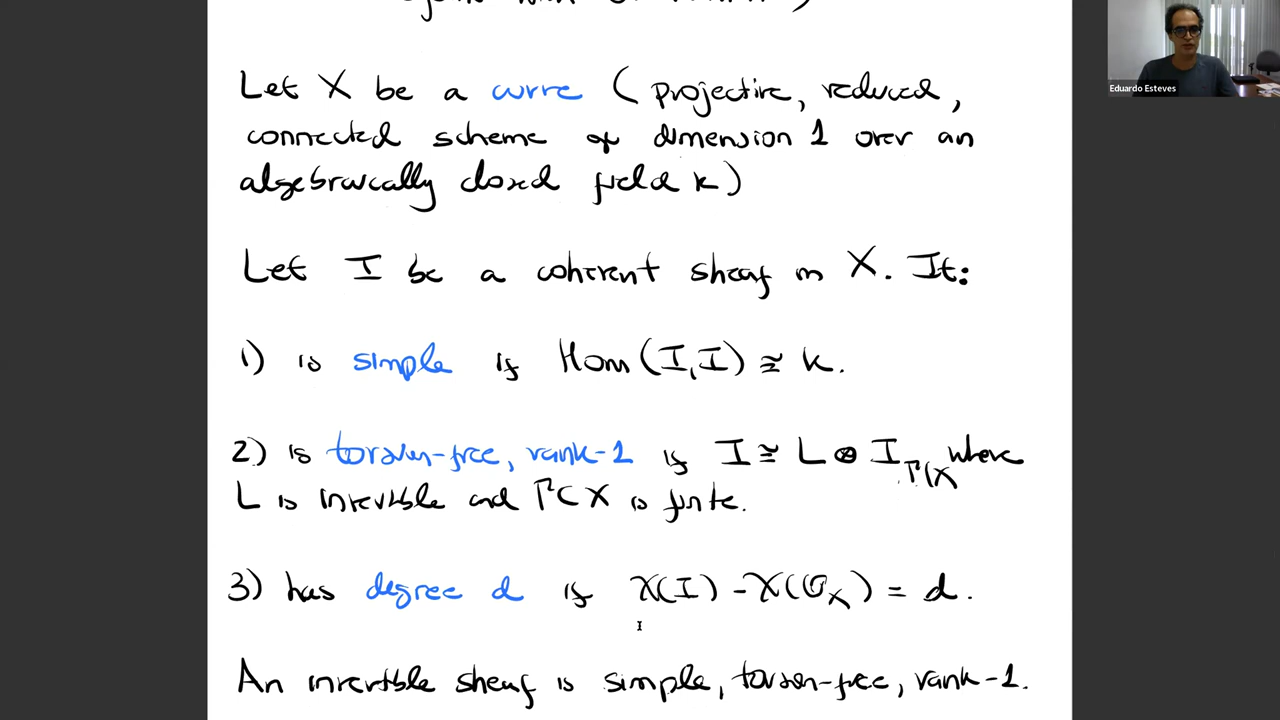 Let X be a curve (projective, reduced,
Eduardo Esteves
connected scheme of dimension 1 over an
algebraically closed field k)
Let I be a coherent sheaf on X. It:
1) is simple if Hom(I,I) ≅ k.
2) is torsion-free, rank-1 if I ≅ L ⊗ I_{Γ|X} where
L is invertible and Γ⊂X is finite.
3) has degree d if χ(I) - χ(O_X) = d.
An invertible sheaf is simple, torsion-free, rank-1.